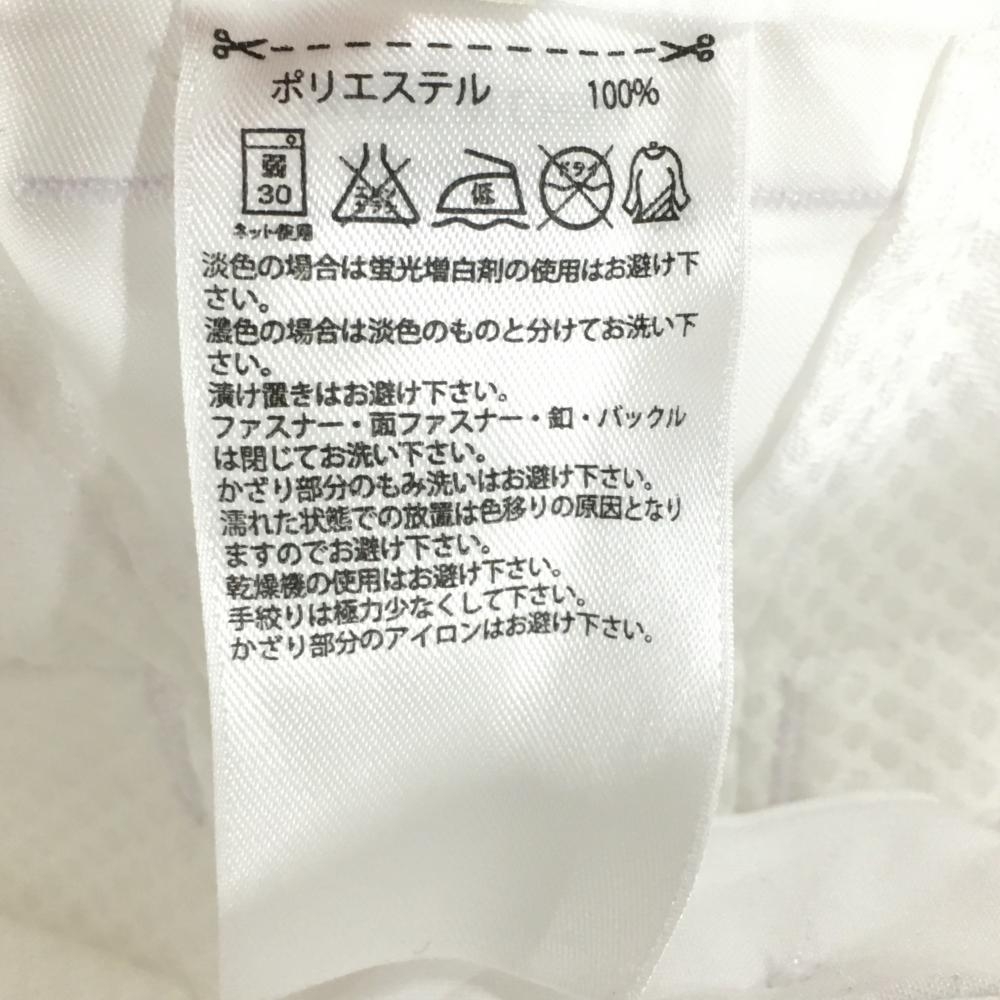 ポリエステル 100%
弱 30 エンソ サラシ 低 ドライ
ネット使用
淡色の場合は蛍光増白剤の使用はお避け下
さい。
濃色の場合は淡色のものと分けてお洗い下
さい。
漬け置きはお避け下さい。
ファスナー・面ファスナー・釦・バックル
は閉じてお洗い下さい。
かざり部分のもみ洗いはお避け下さい。
濡れた状態での放置は色移りの原因となり
ますのでお避け下さい。
乾燥機の使用はお避け下さい。
手絞りは極力少なくして下さい。
かざり部分のアイロンはお避け下さい。